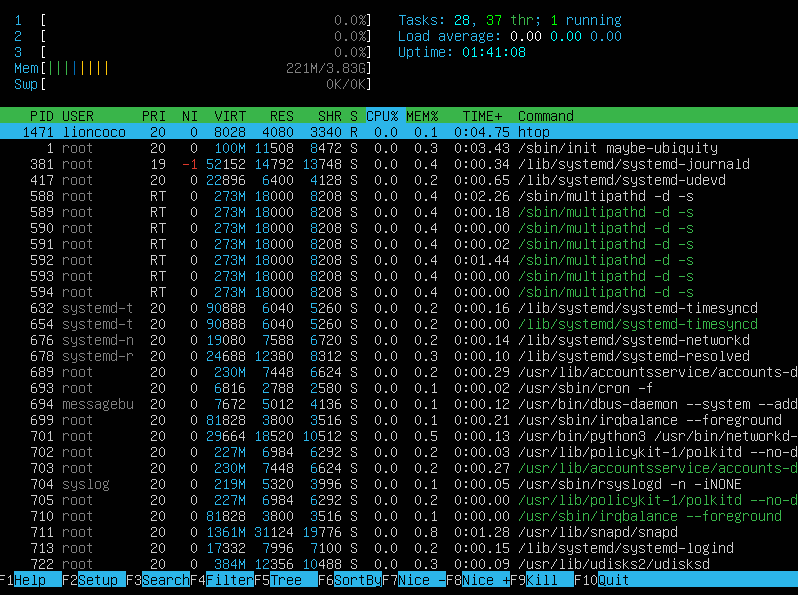 1 [ 0.0%] Tasks: 28, 37 thr; 1 running
2 [ 0.0%] Load average: 0.00 0.00 0.00
3 [ 0.0%] Uptime: 01:41:08
Mem[||||||||| 221M/3.83G]
Swp[ 0K/0K]
PID USER PRI NI VIRT RES SHR S CPU% MEM% TIME+ Command
1471 lioncoco 20 0 8028 4080 3340 R 0.0 0.1 0:04.75 htop
1 root 20 0 100M 11508 8472 S 0.0 0.3 0:03.43 /sbin/init maybe-ubiquity
381 root 19 -1 52152 14792 13748 S 0.0 0.4 0:00.34 /lib/systemd/systemd-journald
417 root 20 0 22896 6400 4128 S 0.0 0.2 0:00.65 /lib/systemd/systemd-udevd
588 root RT 0 273M 18000 8208 S 0.0 0.4 0:02.26 /sbin/multipathd -d -s
589 root RT 0 273M 18000 8208 S 0.0 0.4 0:00.18 /sbin/multipathd -d -s
590 root RT 0 273M 18000 8208 S 0.0 0.4 0:00.00 /sbin/multipathd -d -s
591 root RT 0 273M 18000 8208 S 0.0 0.4 0:00.02 /sbin/multipathd -d -s
592 root RT 0 273M 18000 8208 S 0.0 0.4 0:01.44 /sbin/multipathd -d -s
593 root RT 0 273M 18000 8208 S 0.0 0.4 0:00.00 /sbin/multipathd -d -s
594 root RT 0 273M 18000 8208 S 0.0 0.4 0:00.00 /sbin/multipathd -d -s
632 systemd-t 20 0 90888 6040 5260 S 0.0 0.2 0:00.16 /lib/systemd/systemd-timesyncd
654 systemd-t 20 0 90888 6040 5260 S 0.0 0.2 0:00.00 /lib/systemd/systemd-timesyncd
676 systemd-n 20 0 19080 7588 6720 S 0.0 0.2 0:00.14 /lib/systemd/systemd-networkd
678 systemd-r 20 0 24688 12380 8312 S 0.0 0.3 0:00.10 /lib/systemd/systemd-resolved
689 root 20 0 230M 7448 6624 S 0.0 0.2 0:00.29 /usr/lib/accountsservice/accounts-d
693 root 20 0 6816 2788 2580 S 0.0 0.1 0:00.02 /usr/sbin/cron -f
694 messagebu 20 0 7672 5012 4136 S 0.0 0.1 0:00.12 /usr/bin/dbus-daemon --system --add
699 root 20 0 81828 3800 3516 S 0.0 0.1 0:00.21 /usr/sbin/irqbalance --foreground
701 root 20 0 29664 18520 10512 S 0.0 0.5 0:00.13 /usr/bin/python3 /usr/bin/networkd-
702 root 20 0 227M 6984 6292 S 0.0 0.2 0:00.03 /usr/lib/policykit-1/polkitd --no-d
703 root 20 0 230M 7448 6624 S 0.0 0.2 0:00.27 /usr/lib/accountsservice/accounts-d
704 syslog 20 0 219M 5320 3996 S 0.0 0.1 0:00.05 /usr/sbin/rsyslogd -n -iNONE
705 root 20 0 227M 6984 6292 S 0.0 0.2 0:00.00 /usr/lib/policykit-1/polkitd --no-d
710 root 20 0 81828 3800 3516 S 0.0 0.1 0:00.00 /usr/sbin/irqbalance --foreground
711 root 20 0 1361M 31124 19776 S 0.0 0.8 0:01.28 /usr/lib/snapd/snapd
713 root 20 0 17332 7996 7100 S 0.0 0.2 0:00.15 /lib/systemd/systemd-logind
722 root 20 0 384M 12356 10488 S 0.0 0.3 0:00.09 /usr/lib/udisks2/udisksd
F1Help F2Setup F3SearchF4FilterF5Tree F6SortByF7Nice -F8Nice +F9Kill F10Quit